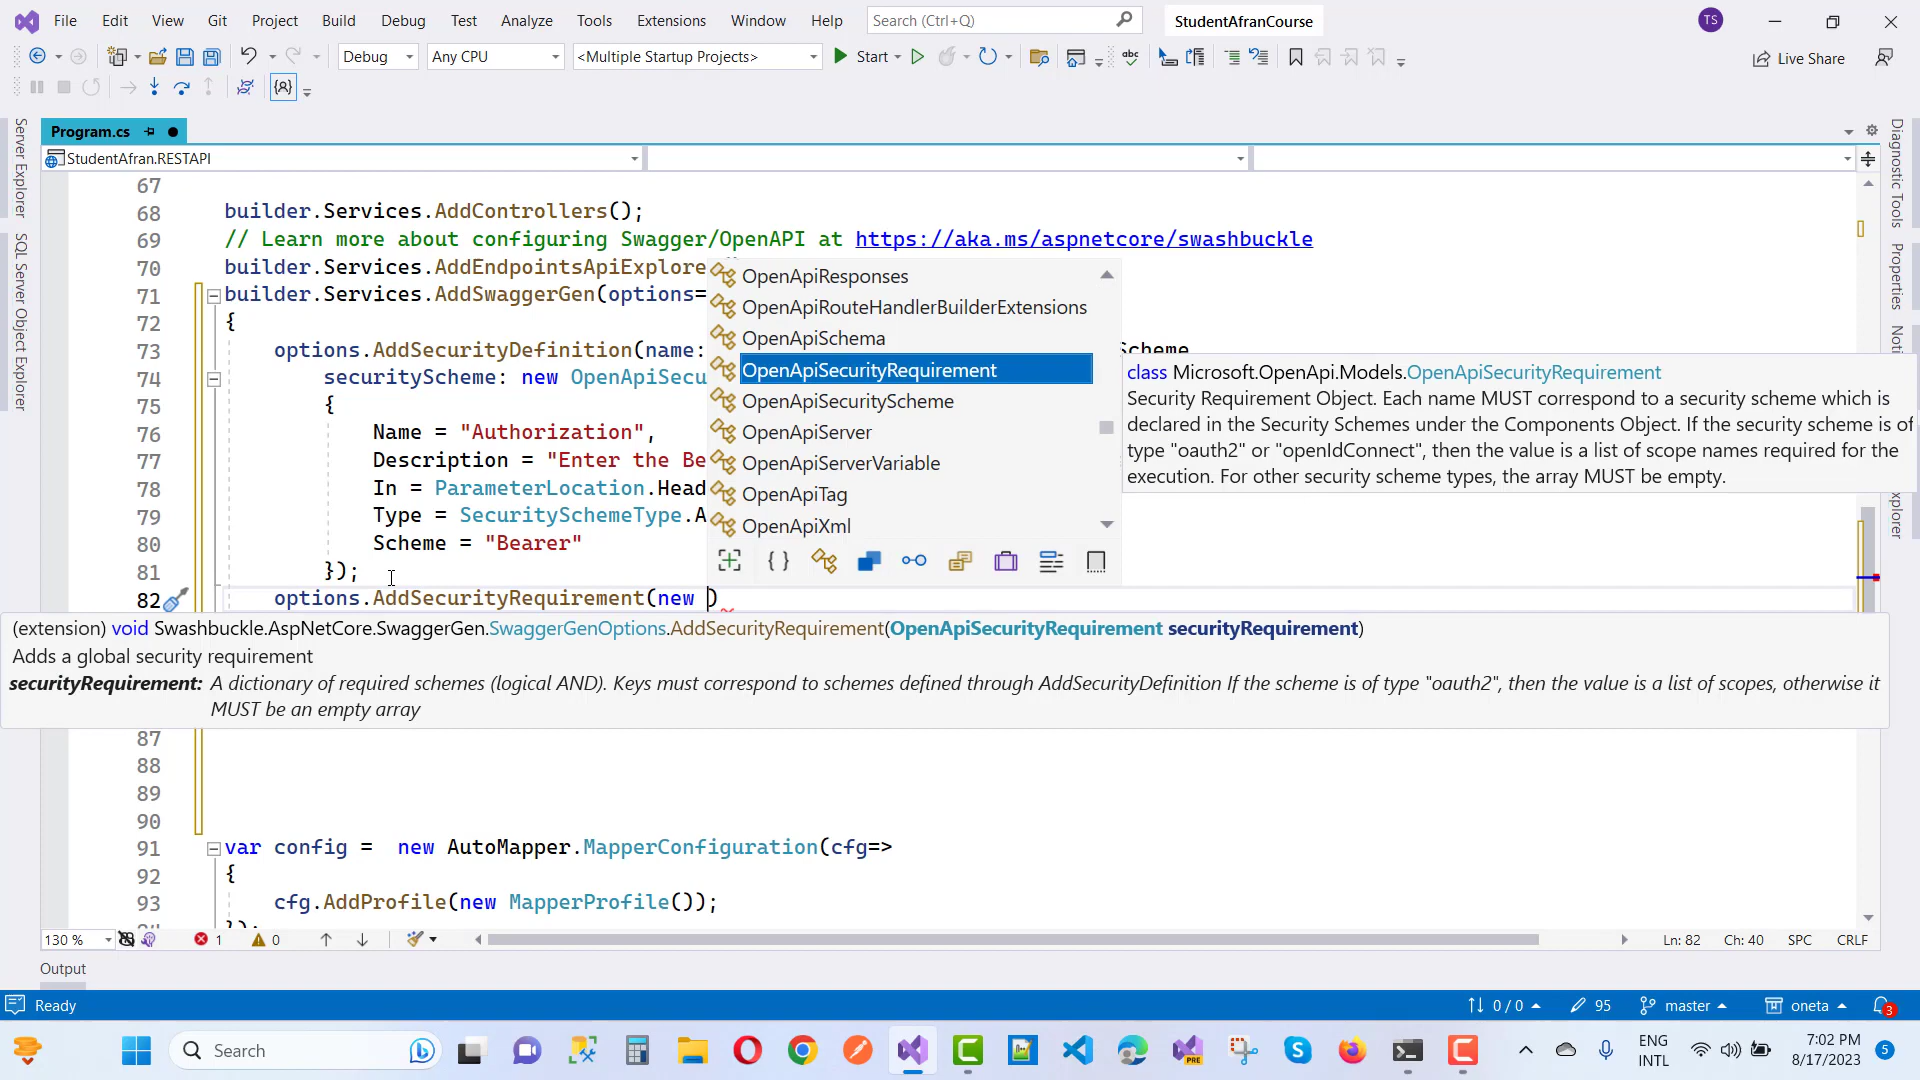 File Edit View Git Project Build Debug Test Analyze Tools Extensions Window Help Search (Ctrl+Q) StudentAfranCourse TS
Debug Any CPU <Multiple Startup Projects> Start Live Share
Program.cs
StudentAfran.RESTAPI
Server Explorer
SQL Server Object Explorer
Diagnostic Tools
Properties
67
68 builder.Services.AddControllers();
69 // Learn more about configuring Swagger/OpenAPI at https://aka.ms/aspnetcore/swashbuckle
70 builder.Services.AddEndpointsApiExplore
71 builder.Services.AddSwaggerGen(options=
72 {
73 options.AddSecurityDefinition(name: Scheme
74 securityScheme: new OpenApiSecu
75 {
76 Name = "Authorization",
77 Description = "Enter the Be
78 In = ParameterLocation.Head
79 Type = SecuritySchemeType.A
80 Scheme = "Bearer"
81 });
82 options.AddSecurityRequirement(new )
OpenApiResponses
OpenApiRouteHandlerBuilderExtensions
OpenApiSchema
OpenApiSecurityRequirement
OpenApiSecurityScheme
OpenApiServer
OpenApiServerVariable
OpenApiTag
OpenApiXml
class Microsoft.OpenApi.Models.OpenApiSecurityRequirement
Security Requirement Object. Each name MUST correspond to a security scheme which is
declared in the Security Schemes under the Components Object. If the security scheme is of
type "oauth2" or "openIdConnect", then the value is a list of scope names required for the
execution. For other security scheme types, the array MUST be empty.
(extension) void Swashbuckle.AspNetCore.SwaggerGen.SwaggerGenOptions.AddSecurityRequirement(OpenApiSecurityRequirement securityRequirement)
Adds a global security requirement
securityRequirement: A dictionary of required schemes (logical AND). Keys must correspond to schemes defined through AddSecurityDefinition If the scheme is of type "oauth2", then the value is a list of scopes, otherwise it
MUST be an empty array
87
88
89
90
91 var config = new AutoMapper.MapperConfiguration(cfg=>
92 {
93 cfg.AddProfile(new MapperProfile());
130 % 1 0 Ln: 82 Ch: 40 SPC CRLF
Output
Ready 0 / 0 95 master oneta 3
Search PRE ENG
INTL
7:02 PM
8/17/2023
5